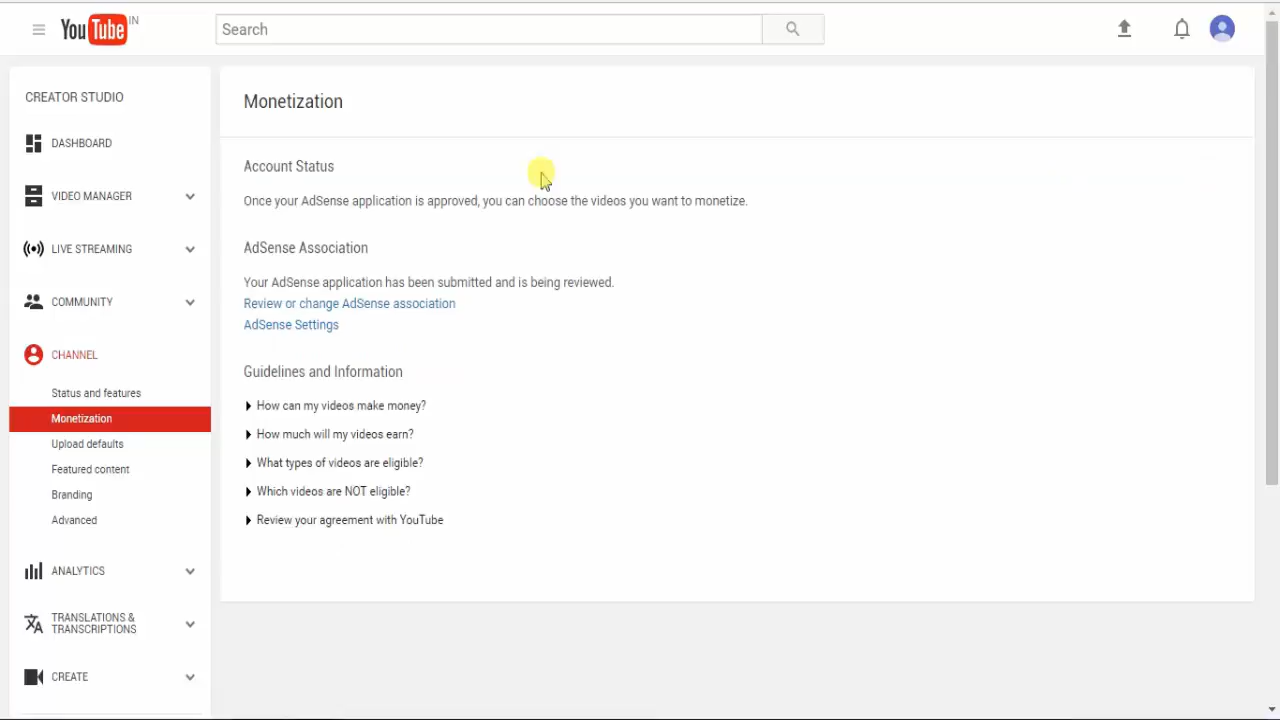 YouTube IN
Search
CREATOR STUDIO
DASHBOARD
VIDEO MANAGER
LIVE STREAMING
COMMUNITY
CHANNEL
Status and features
Monetization
Upload defaults
Featured content
Branding
Advanced
ANALYTICS
TRANSLATIONS &
TRANSCRIPTIONS
CREATE
Monetization
Account Status
Once your AdSense application is approved, you can choose the videos you want to monetize.
AdSense Association
Your AdSense application has been submitted and is being reviewed.
Review or change AdSense association
AdSense Settings
Guidelines and Information
How can my videos make money?
How much will my videos earn?
What types of videos are eligible?
Which videos are NOT eligible?
Review your agreement with YouTube